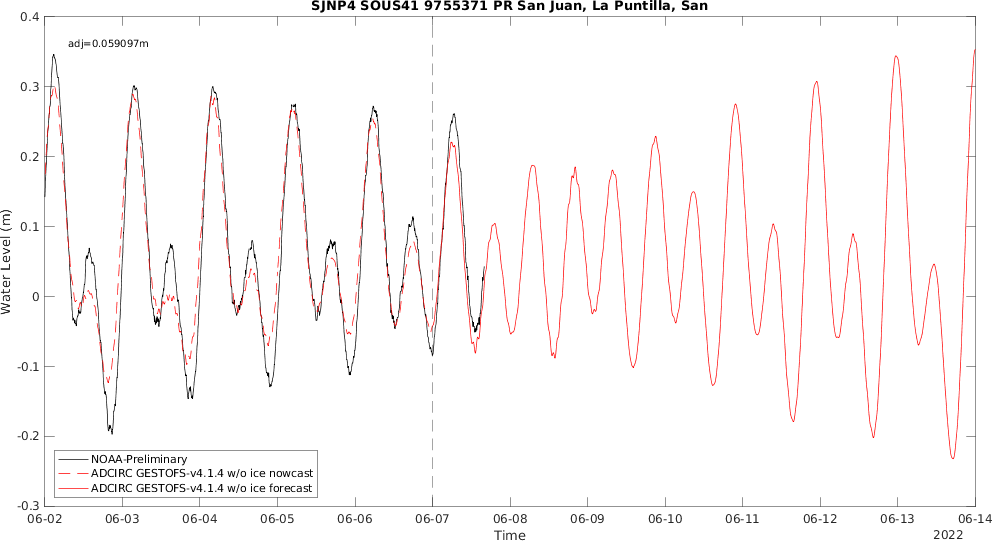 SJNP4 SOUS41 9755371 PR San Juan, La Puntilla, San
adj=0.059097m
0.4
0.3
0.2
0.1
0
-0.1
-0.2
-0.3
Water Level (m)
NOAA-Preliminary
ADCIRC GESTOFS-v4.1.4 w/o ice nowcast
ADCIRC GESTOFS-v4.1.4 w/o ice forecast
06-02 06-03 06-04 06-05 06-06 06-07 06-08 06-09 06-10 06-11 06-12 06-13 06-14
Time
2022